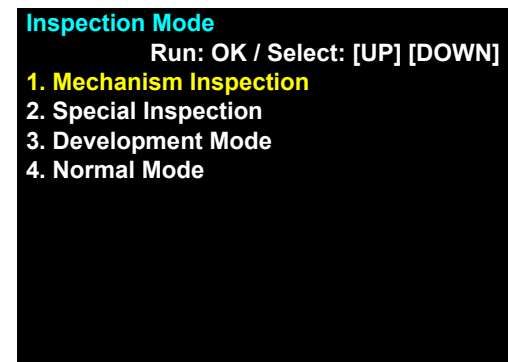 Inspection Mode
Run: OK / Select: [UP] [DOWN]
1. Mechanism Inspection
2. Special Inspection
3. Development Mode
4. Normal Mode